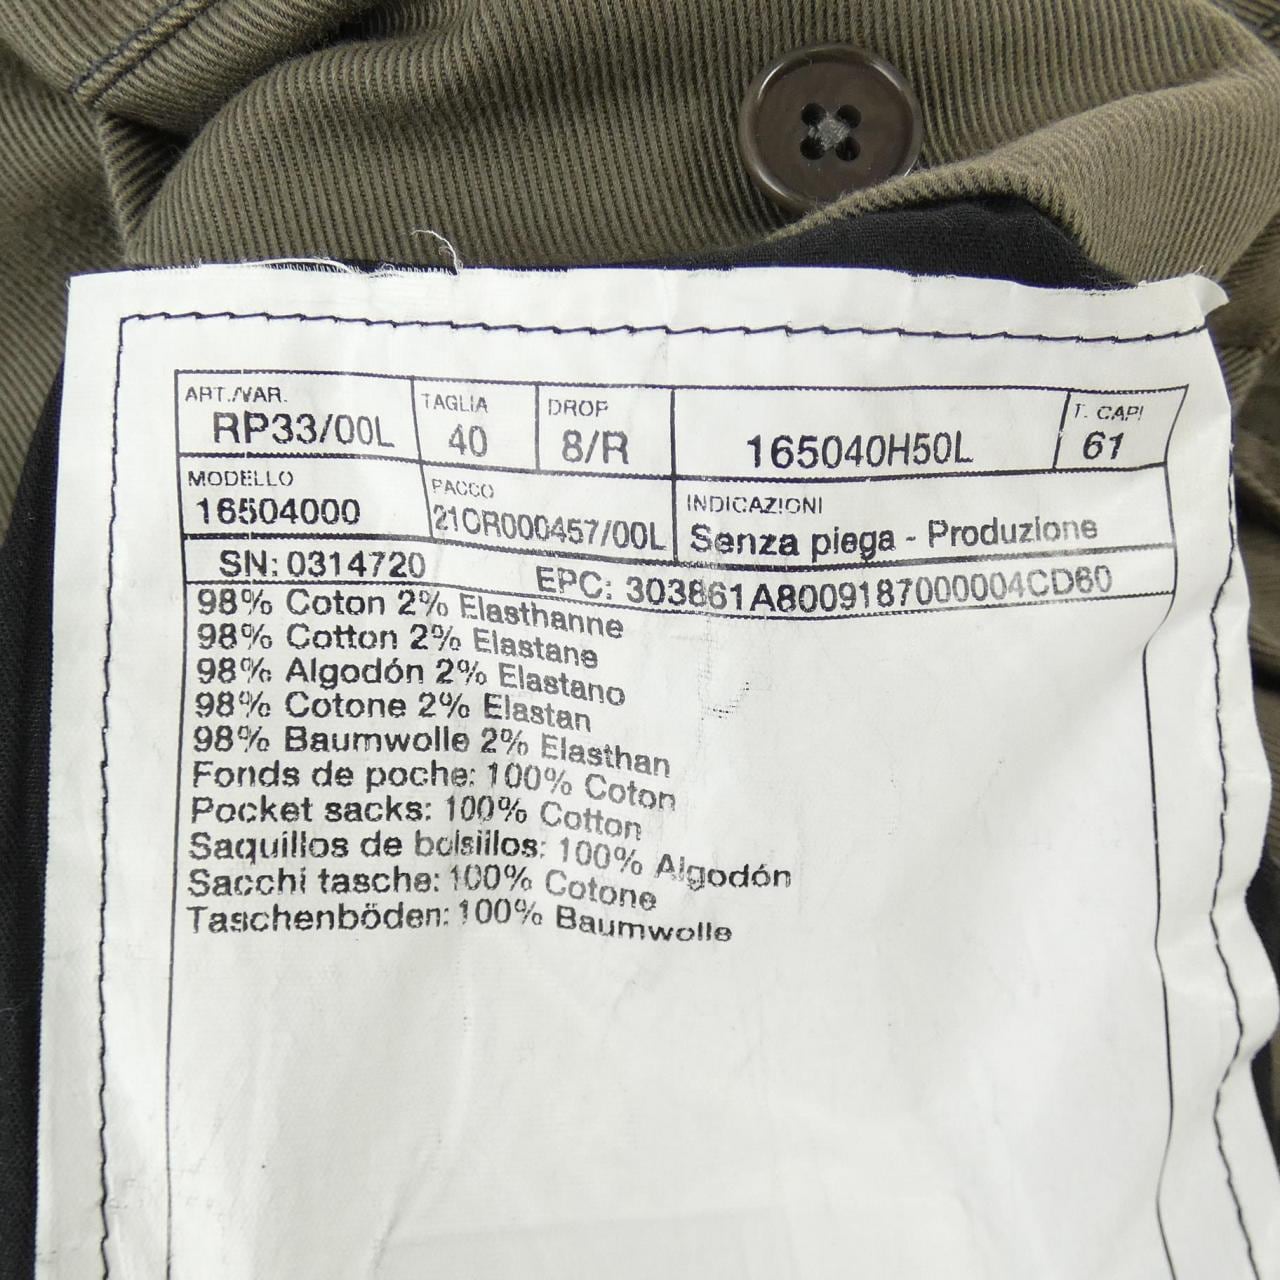 ART./VAR. TAGLIA DROP T. CAPI
RP33/00L 40 8/R 165040H50L 61
MODELLO PACCO INDICAZIONI
16504000 21CR000457/00L Senza piega - Produzione
SN: 0314720 EPC: 303861A8009187000004CD60
98% Coton 2% Elasthanne
98% Cotton 2% Elastane
98% Algodón 2% Elastano
98% Cotone 2% Elastan
98% Baumwolle 2% Elasthan
Fonds de poche: 100% Coton
Pocket sacks: 100% Cotton
Saquillos de bolsillos: 100% Algodón
Sacchi tasche: 100% Cotone
Taschenböden: 100% Baumwolle